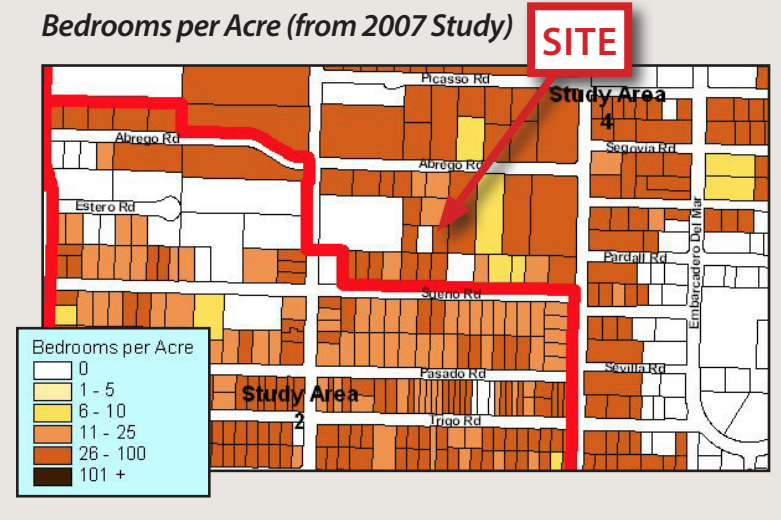 Bedrooms per Acre (from 2007 Study)
SITE
Picasso Rd
Study Area
4
Abrego Rd
Abrego Rd
Segovia Rd
Estero Rd
Embarcadero Del Mar
Pardall Rd
Sueno Rd
Bedrooms per Acre
0
1 - 5
6 - 10
11 - 25
26 - 100
101 +
Pasado Rd
Sevilla Rd
Study Area
2
Trigo Rd